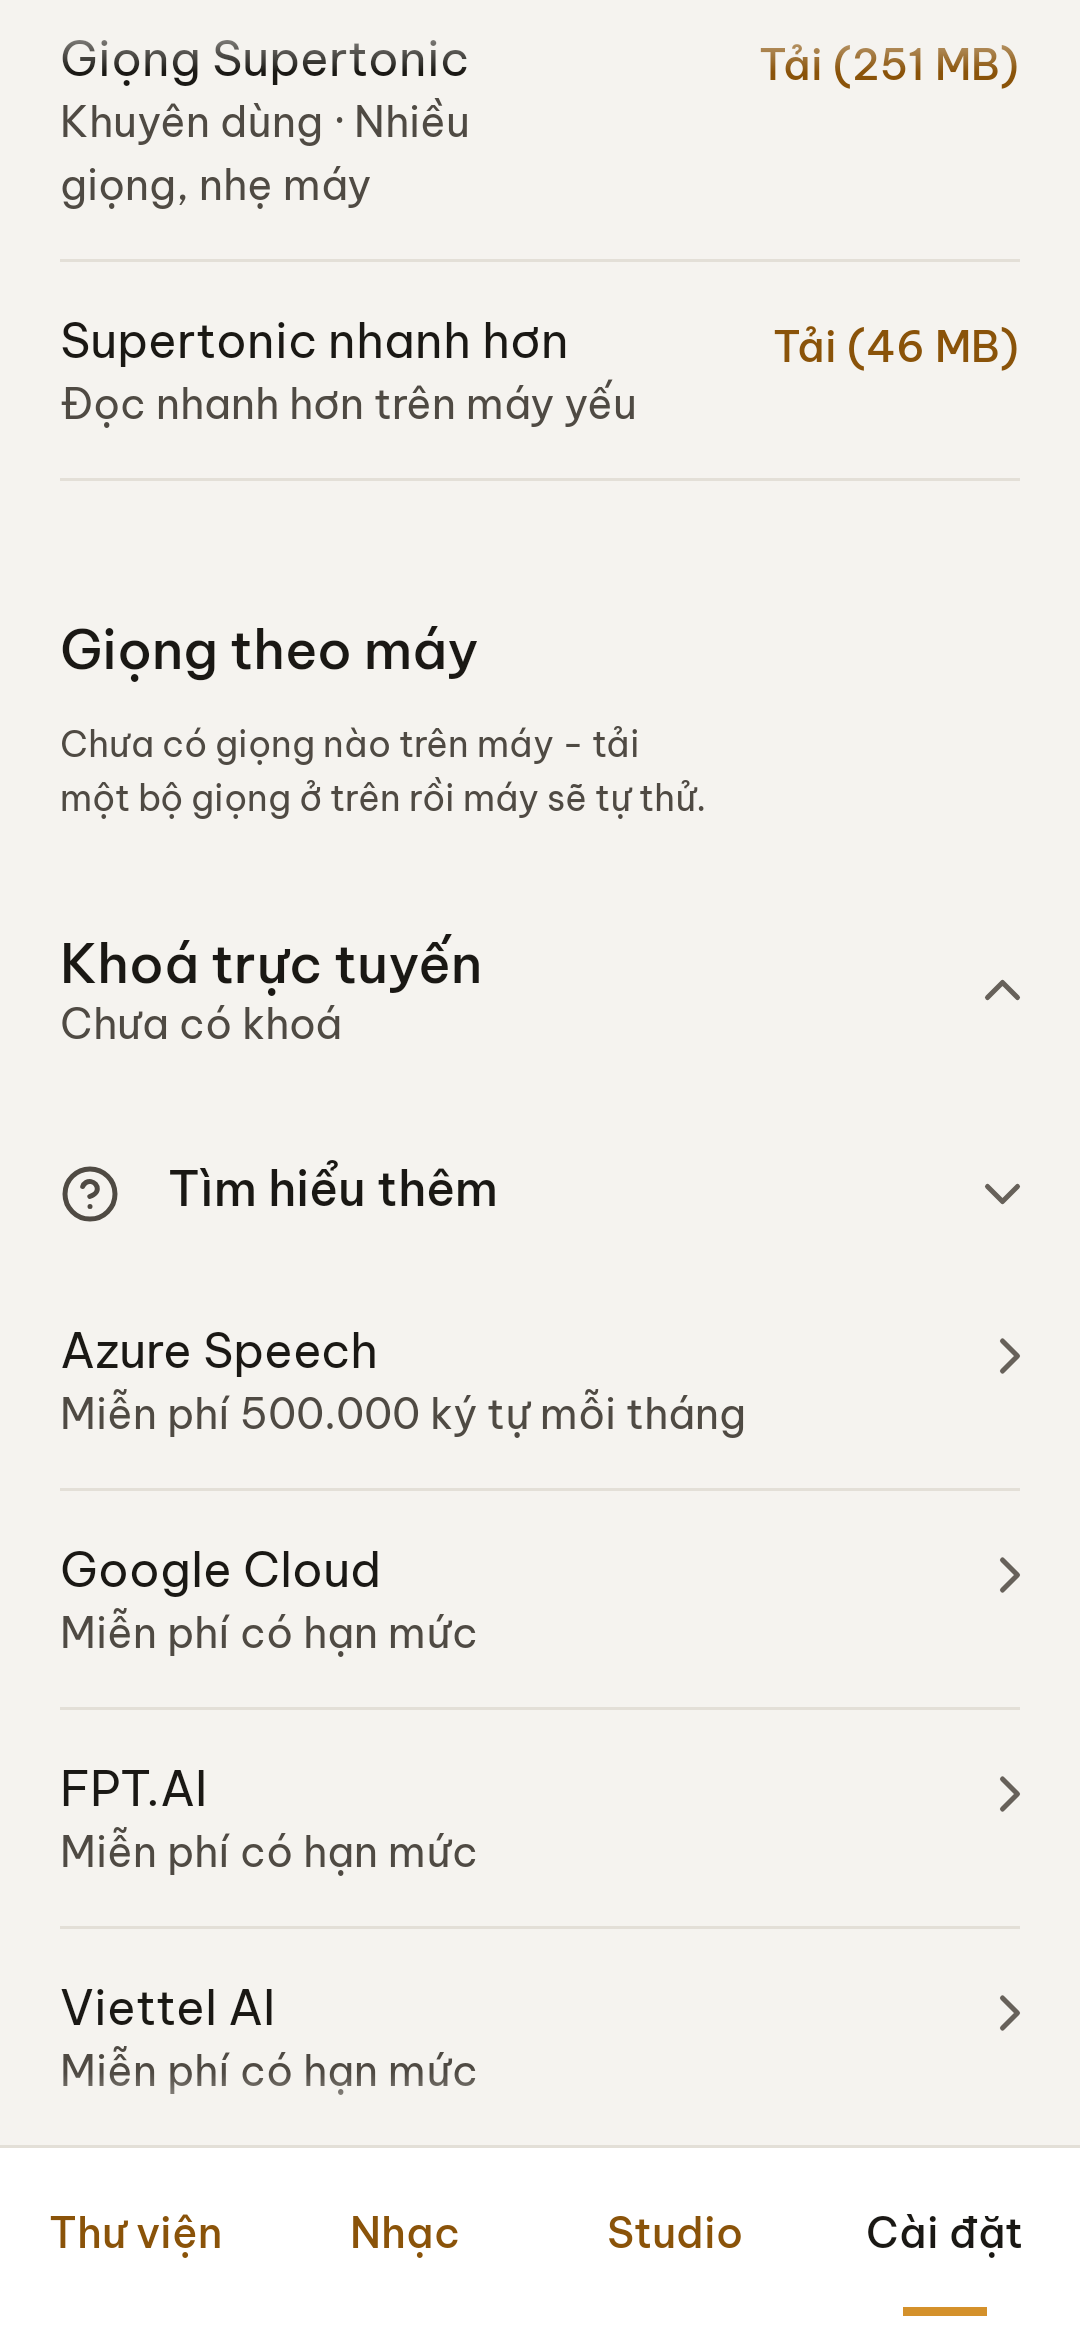 Giọng Supertonic
Tải (251 MB)
Khuyên dùng · Nhiều
giọng, nhẹ máy
Supertonic nhanh hơn
Tải (46 MB)
Đọc nhanh hơn trên máy yếu
Giọng theo máy
Chưa có giọng nào trên máy – tải
một bộ giọng ở trên rồi máy sẽ tự thử.
Khoá trực tuyến
Chưa có khoá
Tìm hiểu thêm
Azure Speech
Miễn phí 500.000 ký tự mỗi tháng
Google Cloud
Miễn phí có hạn mức
FPT.AI
Miễn phí có hạn mức
Viettel AI
Miễn phí có hạn mức
Thư viện
Nhạc
Studio
Cài đặt